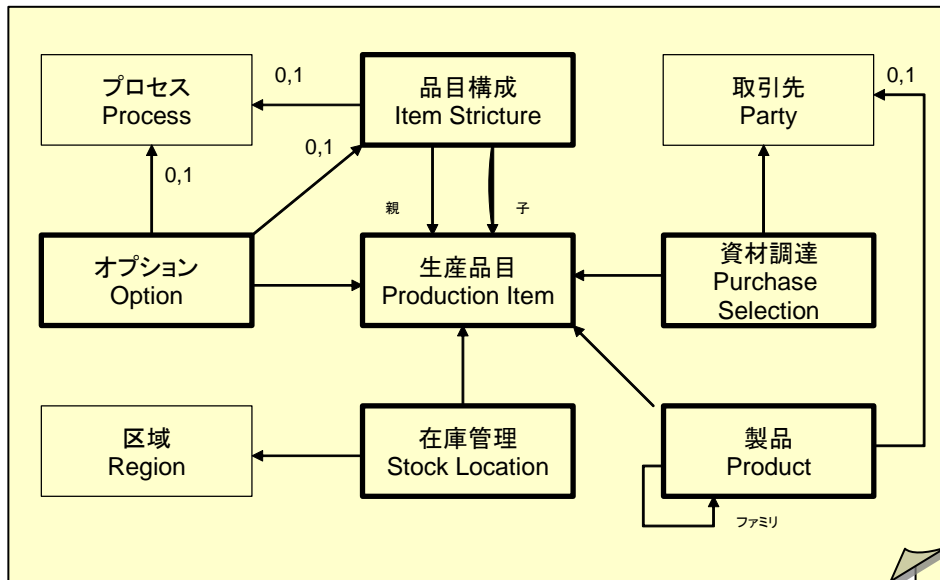 プロセス
Process
0,1
品目構成
Item Stricture
取引先
Party
0,1
0,1
0,1
親
子
オプション
Option
生産品目
Production Item
資材調達
Purchase
Selection
区域
Region
在庫管理
Stock Location
製品
Product
ファミリ